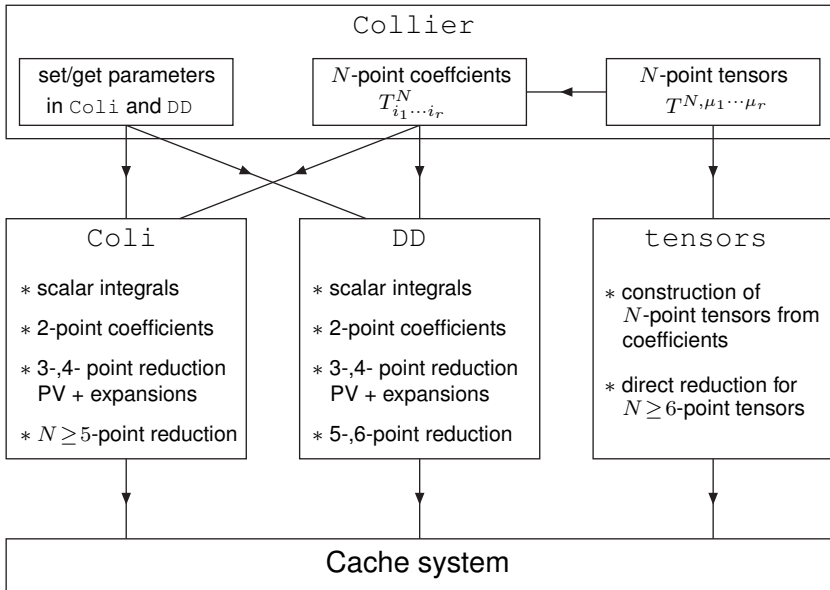 Collier
set/get parameters
in Coli and DD
N-point coeffcients
T^N_{i_1···i_r}
N-point tensors
T^{N,μ_1···μ_r}
Coli
∗ scalar integrals
∗ 2-point coefficients
∗ 3-,4- point reduction
PV + expansions
∗ N ≥ 5-point reduction
DD
∗ scalar integrals
∗ 2-point coefficients
∗ 3-,4- point reduction
PV + expansions
∗ 5-,6-point reduction
tensors
∗ construction of
N-point tensors from
coefficients
∗ direct reduction for
N ≥ 6-point tensors
Cache system